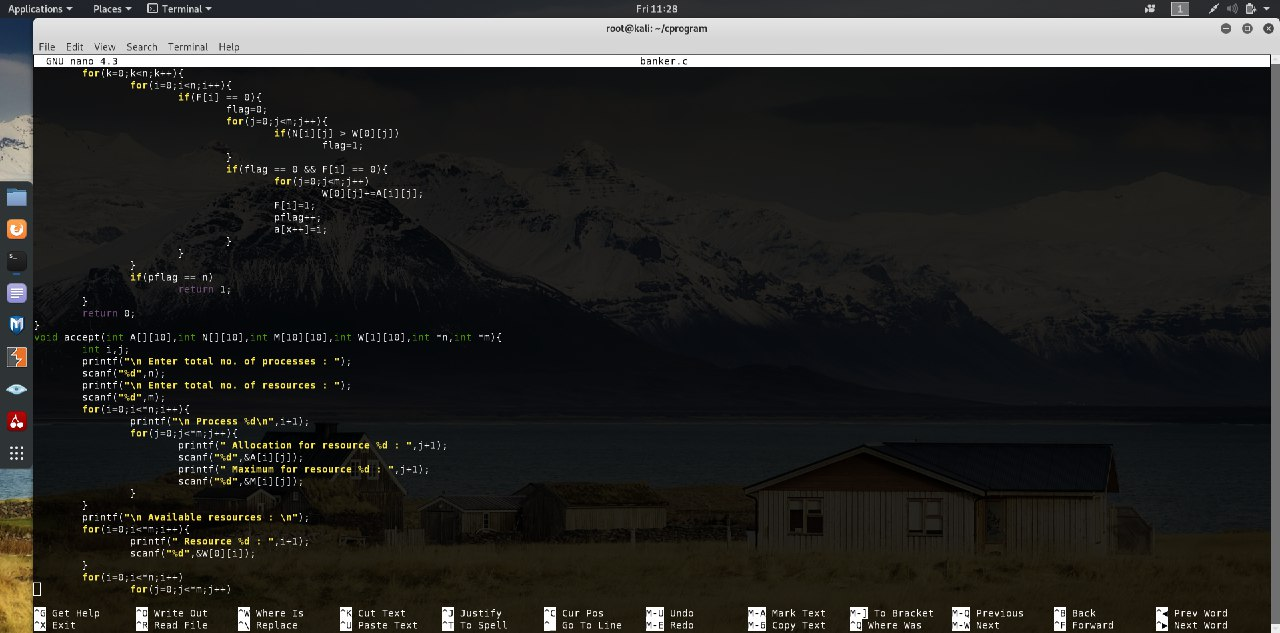 Applications Places Terminal Fri 11:28 1
root@kali: ~/cprogram
File Edit View Search Terminal Help
GNU nano 4.3 banker.c
for(k=0;k<n;k++){
for(i=0;i<n;i++){
if(F[i] == 0){
flag=0;
for(j=0;j<m;j++){
if(N[i][j] > W[0][j])
flag=1;
}
if(flag == 0 && F[i] == 0){
for(j=0;j<m;j++)
W[0][j]+=A[i][j];
F[i]=1;
pflag++;
a[x++]=i;
}
}
}
if(pflag == n)
return 1;
}
return 0;
}
void accept(int A[][10],int N[][10],int M[10][10],int W[1][10],int *n,int *m){
int i,j;
printf("\n Enter total no. of processes : ");
scanf("%d",n);
printf("\n Enter total no. of resources : ");
scanf("%d",m);
for(i=0;i<*n;i++){
printf("\n Process %d\n",i+1);
for(j=0;j<*m;j++){
printf(" Allocation for resource %d : ",j+1);
scanf("%d",&A[i][j]);
printf(" Maximum for resource %d : ",j+1);
scanf("%d",&M[i][j]);
}
}
printf("\n Available resources : \n");
for(i=0;i<*m;i++){
printf(" Resource %d : ",i+1);
scanf("%d",&W[0][i]);
}
for(i=0;i<*n;i++)
for(j=0;j<*m;j++)
^G Get Help ^O Write Out ^W Where Is ^K Cut Text ^J Justify ^C Cur Pos M-U Undo M-A Mark Text M-] To Bracket M-Q Previous ^B Back ^◀ Prev Word
^X Exit ^R Read File ^\ Replace ^U Paste Text ^T To Spell ^_ Go To Line M-E Redo M-6 Copy Text ^Q Where Was M-W Next ^F Forward ^▶ Next Word